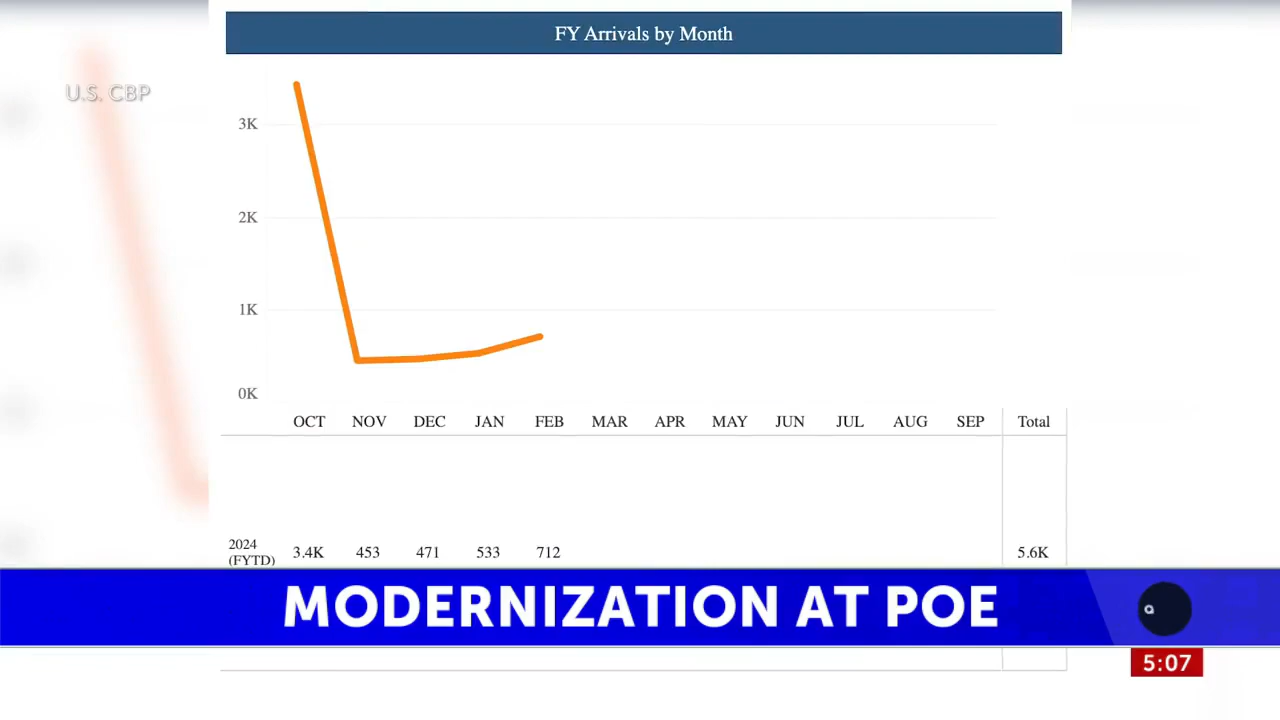 FY Arrivals by Month
U.S. CBP
3K
2K
1K
0K
OCT NOV DEC JAN FEB MAR APR MAY JUN JUL AUG SEP Total
2024
(FYTD) 3.4K 453 471 533 712 5.6K
MODERNIZATION AT POE
5:07